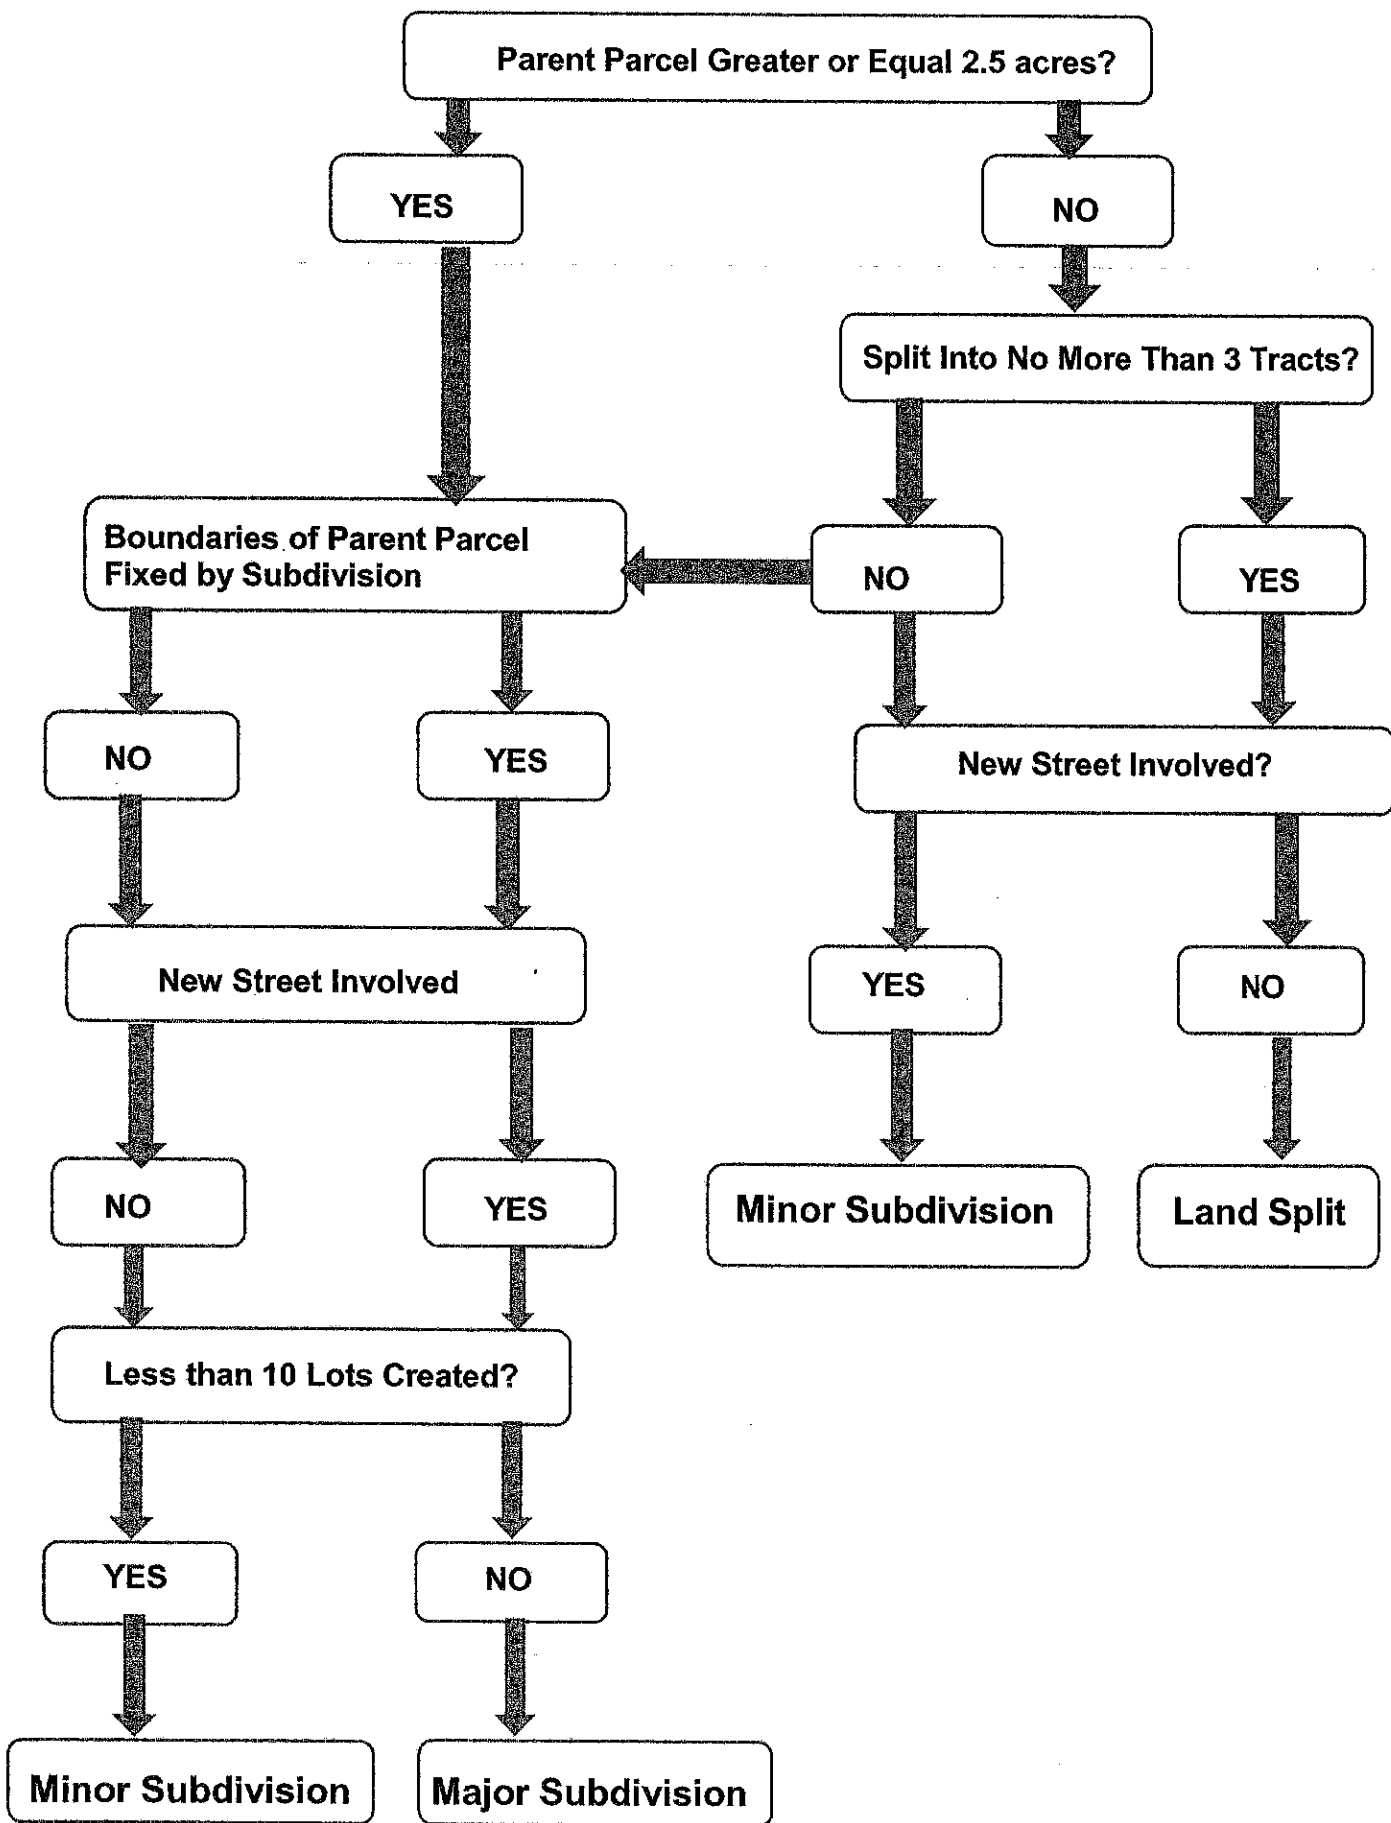 Parent Parcel Greater or Equal 2.5 acres?
YES
NO
Split Into No More Than 3 Tracts?
Boundaries of Parent Parcel
Fixed by Subdivision
NO
YES
NO
YES
New Street Involved?
New Street Involved
YES
NO
NO
YES
Minor Subdivision
Land Split
Less than 10 Lots Created?
YES
NO
Minor Subdivision
Major Subdivision